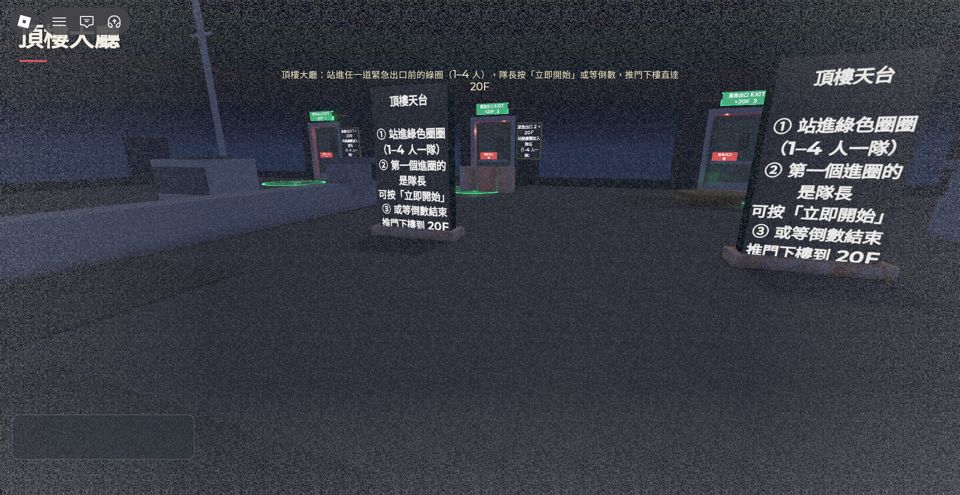 頂樓大廳
頂樓大廳：站進任一道緊急出口前的綠圈（1–4 人），隊長按「立即開始」或等倒數，推門下樓直達
20F
頂樓天台
① 站進綠色圈圈
（1–4 人一隊）
② 第一個進圈的
是隊長
可按「立即開始」
③ 或等倒數結束
推門下樓到 20F
緊急出口 EXIT
頂樓天台
① 站進綠色圈圈
（1–4 人一隊）
② 第一個進圈的
是隊長
可按「立即開始」
③ 或等倒數結束
推門下樓到 20F